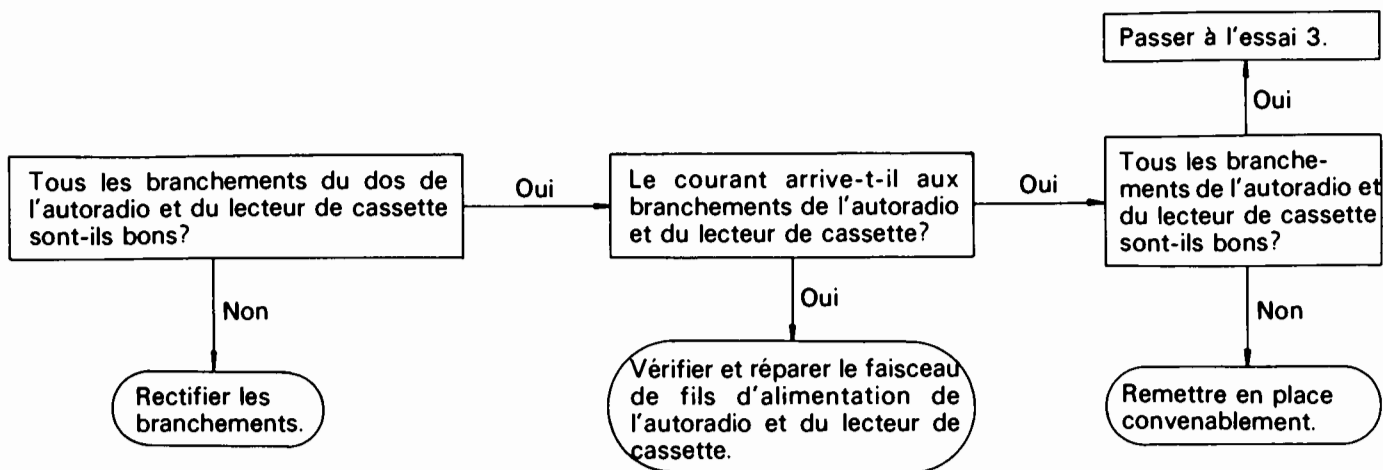 Passer à l'essai 3.
Oui
Tous les branchements du dos de
l'autoradio et du lecteur de cassette
sont-ils bons?
Oui
Le courant arrive-t-il aux
branchements de l'autoradio
et du lecteur de cassette?
Oui
Tous les branche-
ments de l'autoradio et
du lecteur de cassette
sont-ils bons?
Non
Oui
Non
Rectifier les
branchements.
Vérifier et réparer le faisceau
de fils d'alimentation de
l'autoradio et du lecteur de
cassette.
Remettre en place
convenablement.